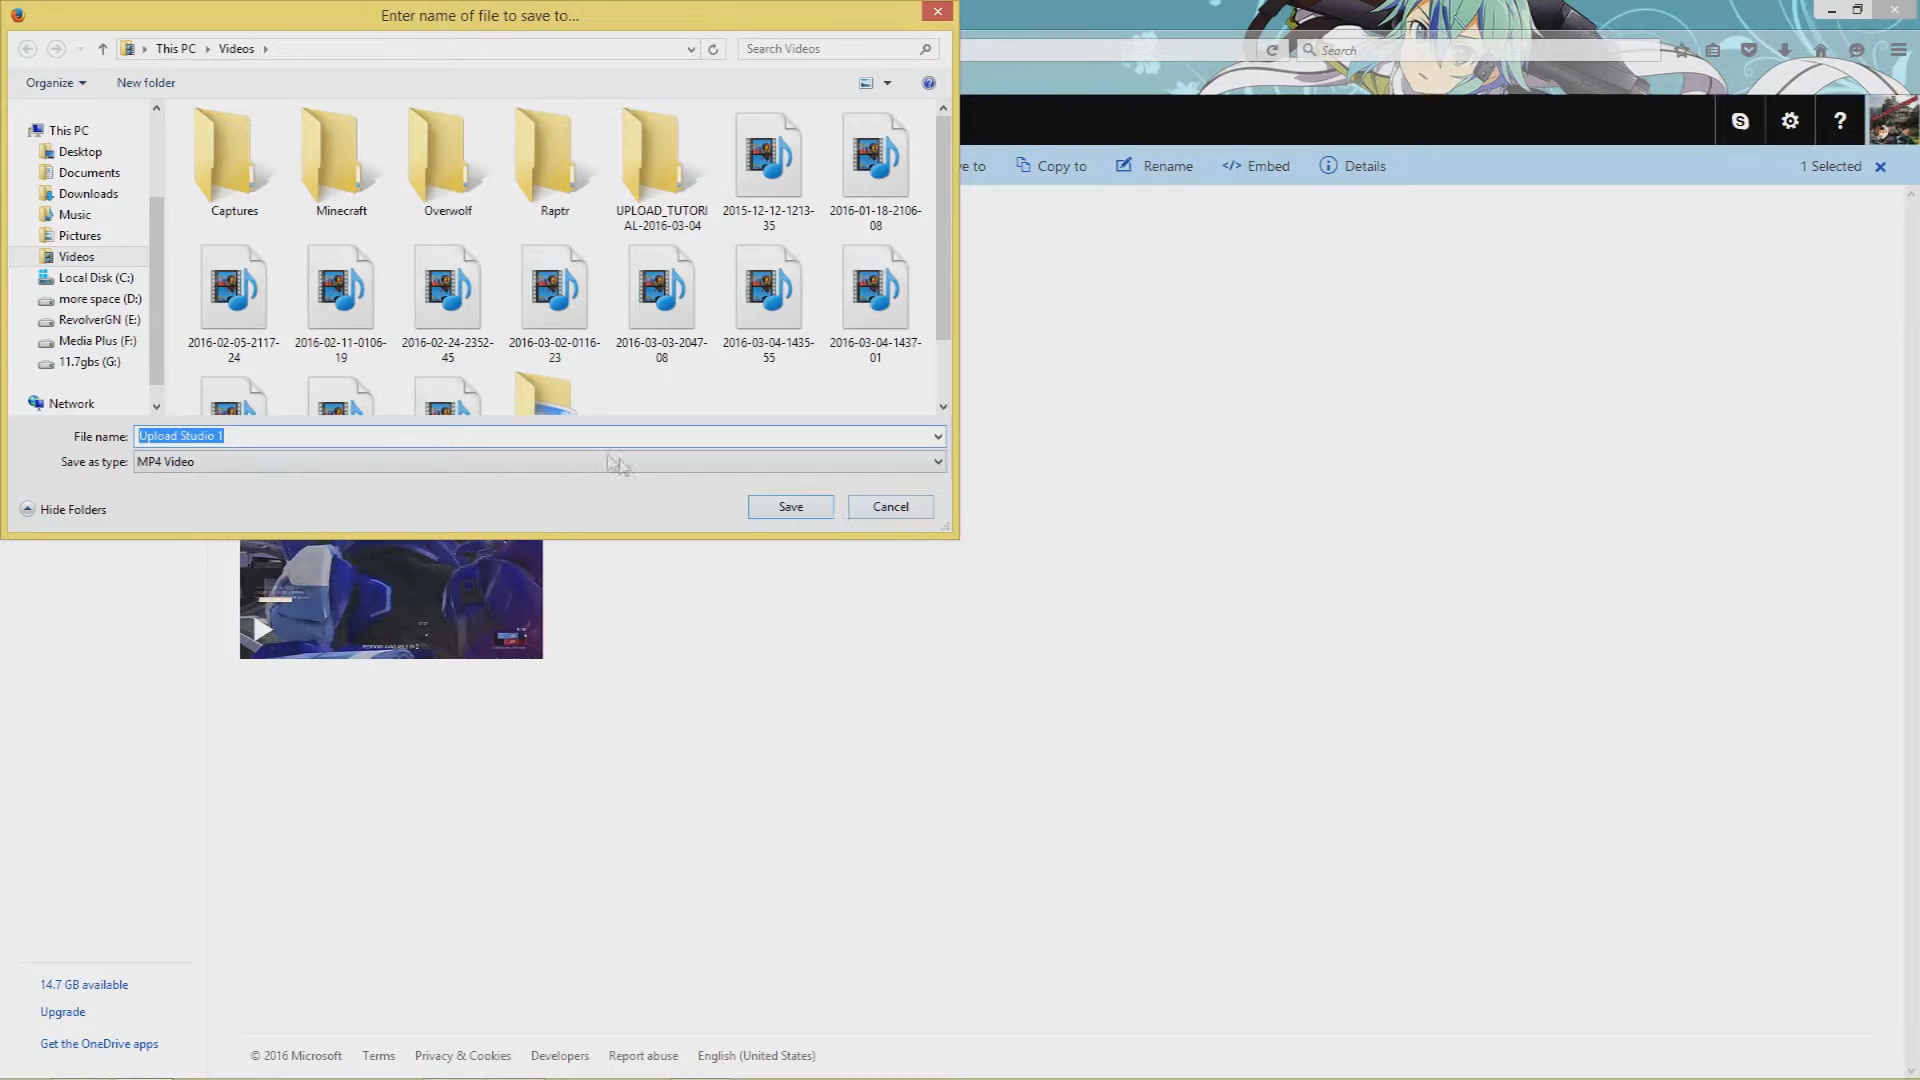 Enter name of file to save to...
This PC
Videos
Search Videos
Search
Organize
New folder
This PC
Desktop
Documents
Downloads
Music
Pictures
Videos
Local Disk (C:)
more space (D:)
RevolverGN (E:)
Media Plus (F:)
11.7gbs (G:)
Network
Captures
Minecraft
Overwolf
Raptr
UPLOAD_TUTORI
AL-2016-03-04
2015-12-12-1213-
35
2016-01-18-2106-
08
2016-02-05-2117-
24
2016-02-11-0106-
19
2016-02-24-2352-
45
2016-03-02-0116-
23
2016-03-03-2047-
08
2016-03-04-1435-
55
2016-03-04-1437-
01
File name: Upload Studio 1
Save as type: MP4 Video
Hide Folders
Save
Cancel
to
Copy to
Rename
Embed
Details
1 Selected
14.7 GB available
Upgrade
Get the OneDrive apps
© 2016 Microsoft
Terms
Privacy & Cookies
Developers
Report abuse
English (United States)